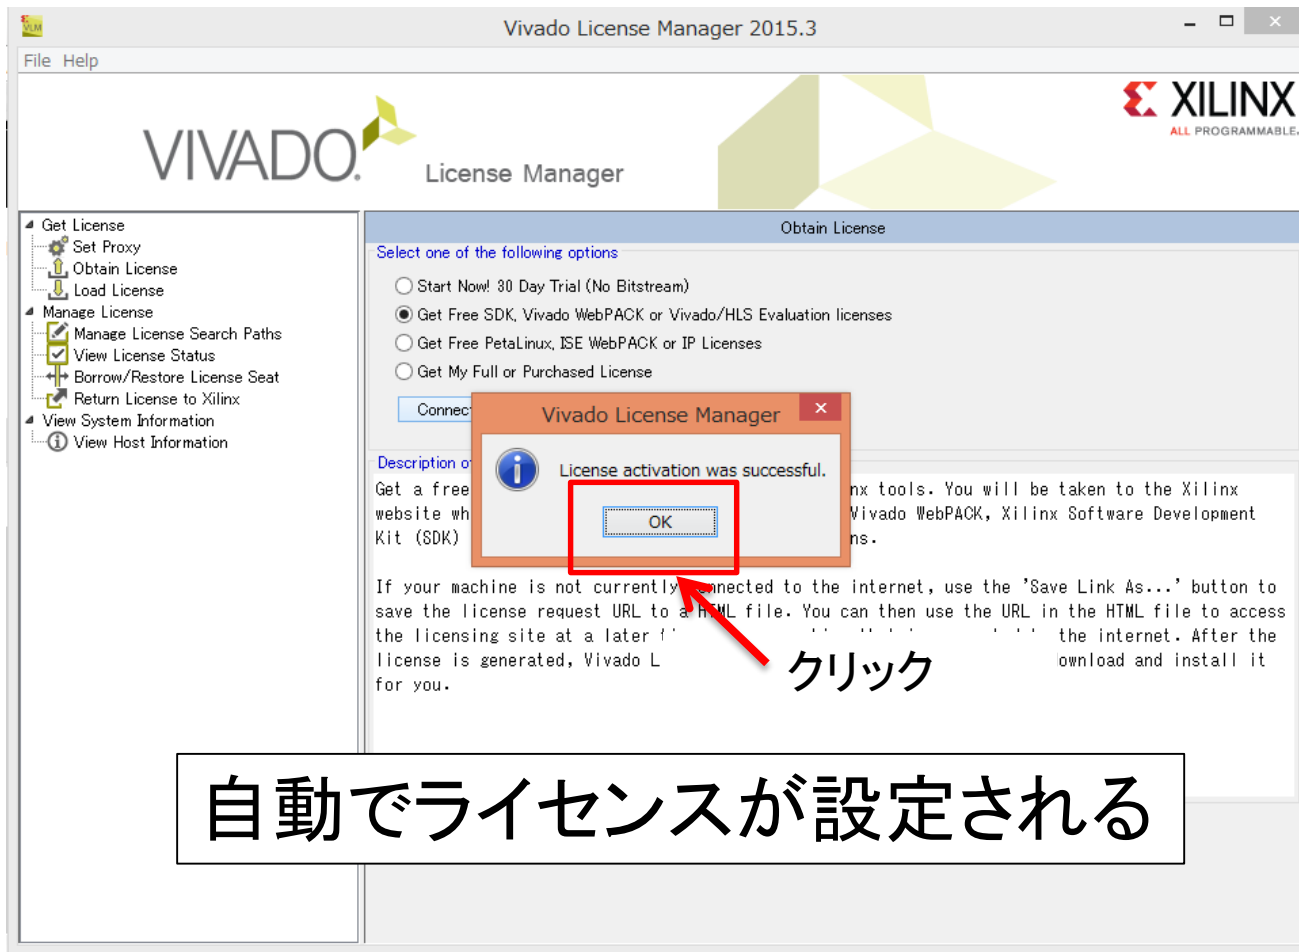 VLM
Vivado License Manager 2015.3
File Help
VIVADO.
License Manager
XILINX
ALL PROGRAMMABLE.
Get License
Set Proxy
Obtain License
Load License
Manage License
Manage License Search Paths
View License Status
Borrow/Restore License Seat
Return License to Xilinx
View System Information
View Host Information
Obtain License
Select one of the following options
Start Now! 30 Day Trial (No Bitstream)
Get Free SDK, Vivado WebPACK or Vivado/HLS Evaluation licenses
Get Free PetaLinux, ISE WebPACK or IP Licenses
Get My Full or Purchased License
Connec
Vivado License Manager
License activation was successful.
OK
Description o
Get a free nx tools. You will be taken to the Xilinx
website wh Vivado WebPACK, Xilinx Software Development
Kit (SDK) ns.
If your machine is not currently connected to the internet, use the 'Save Link As...' button to
save the license request URL to a HTML file. You can then use the URL in the HTML file to access
the licensing site at a later the internet. After the
license is generated, Vivado L ownload and install it
for you.
クリック
自動でライセンスが設定される